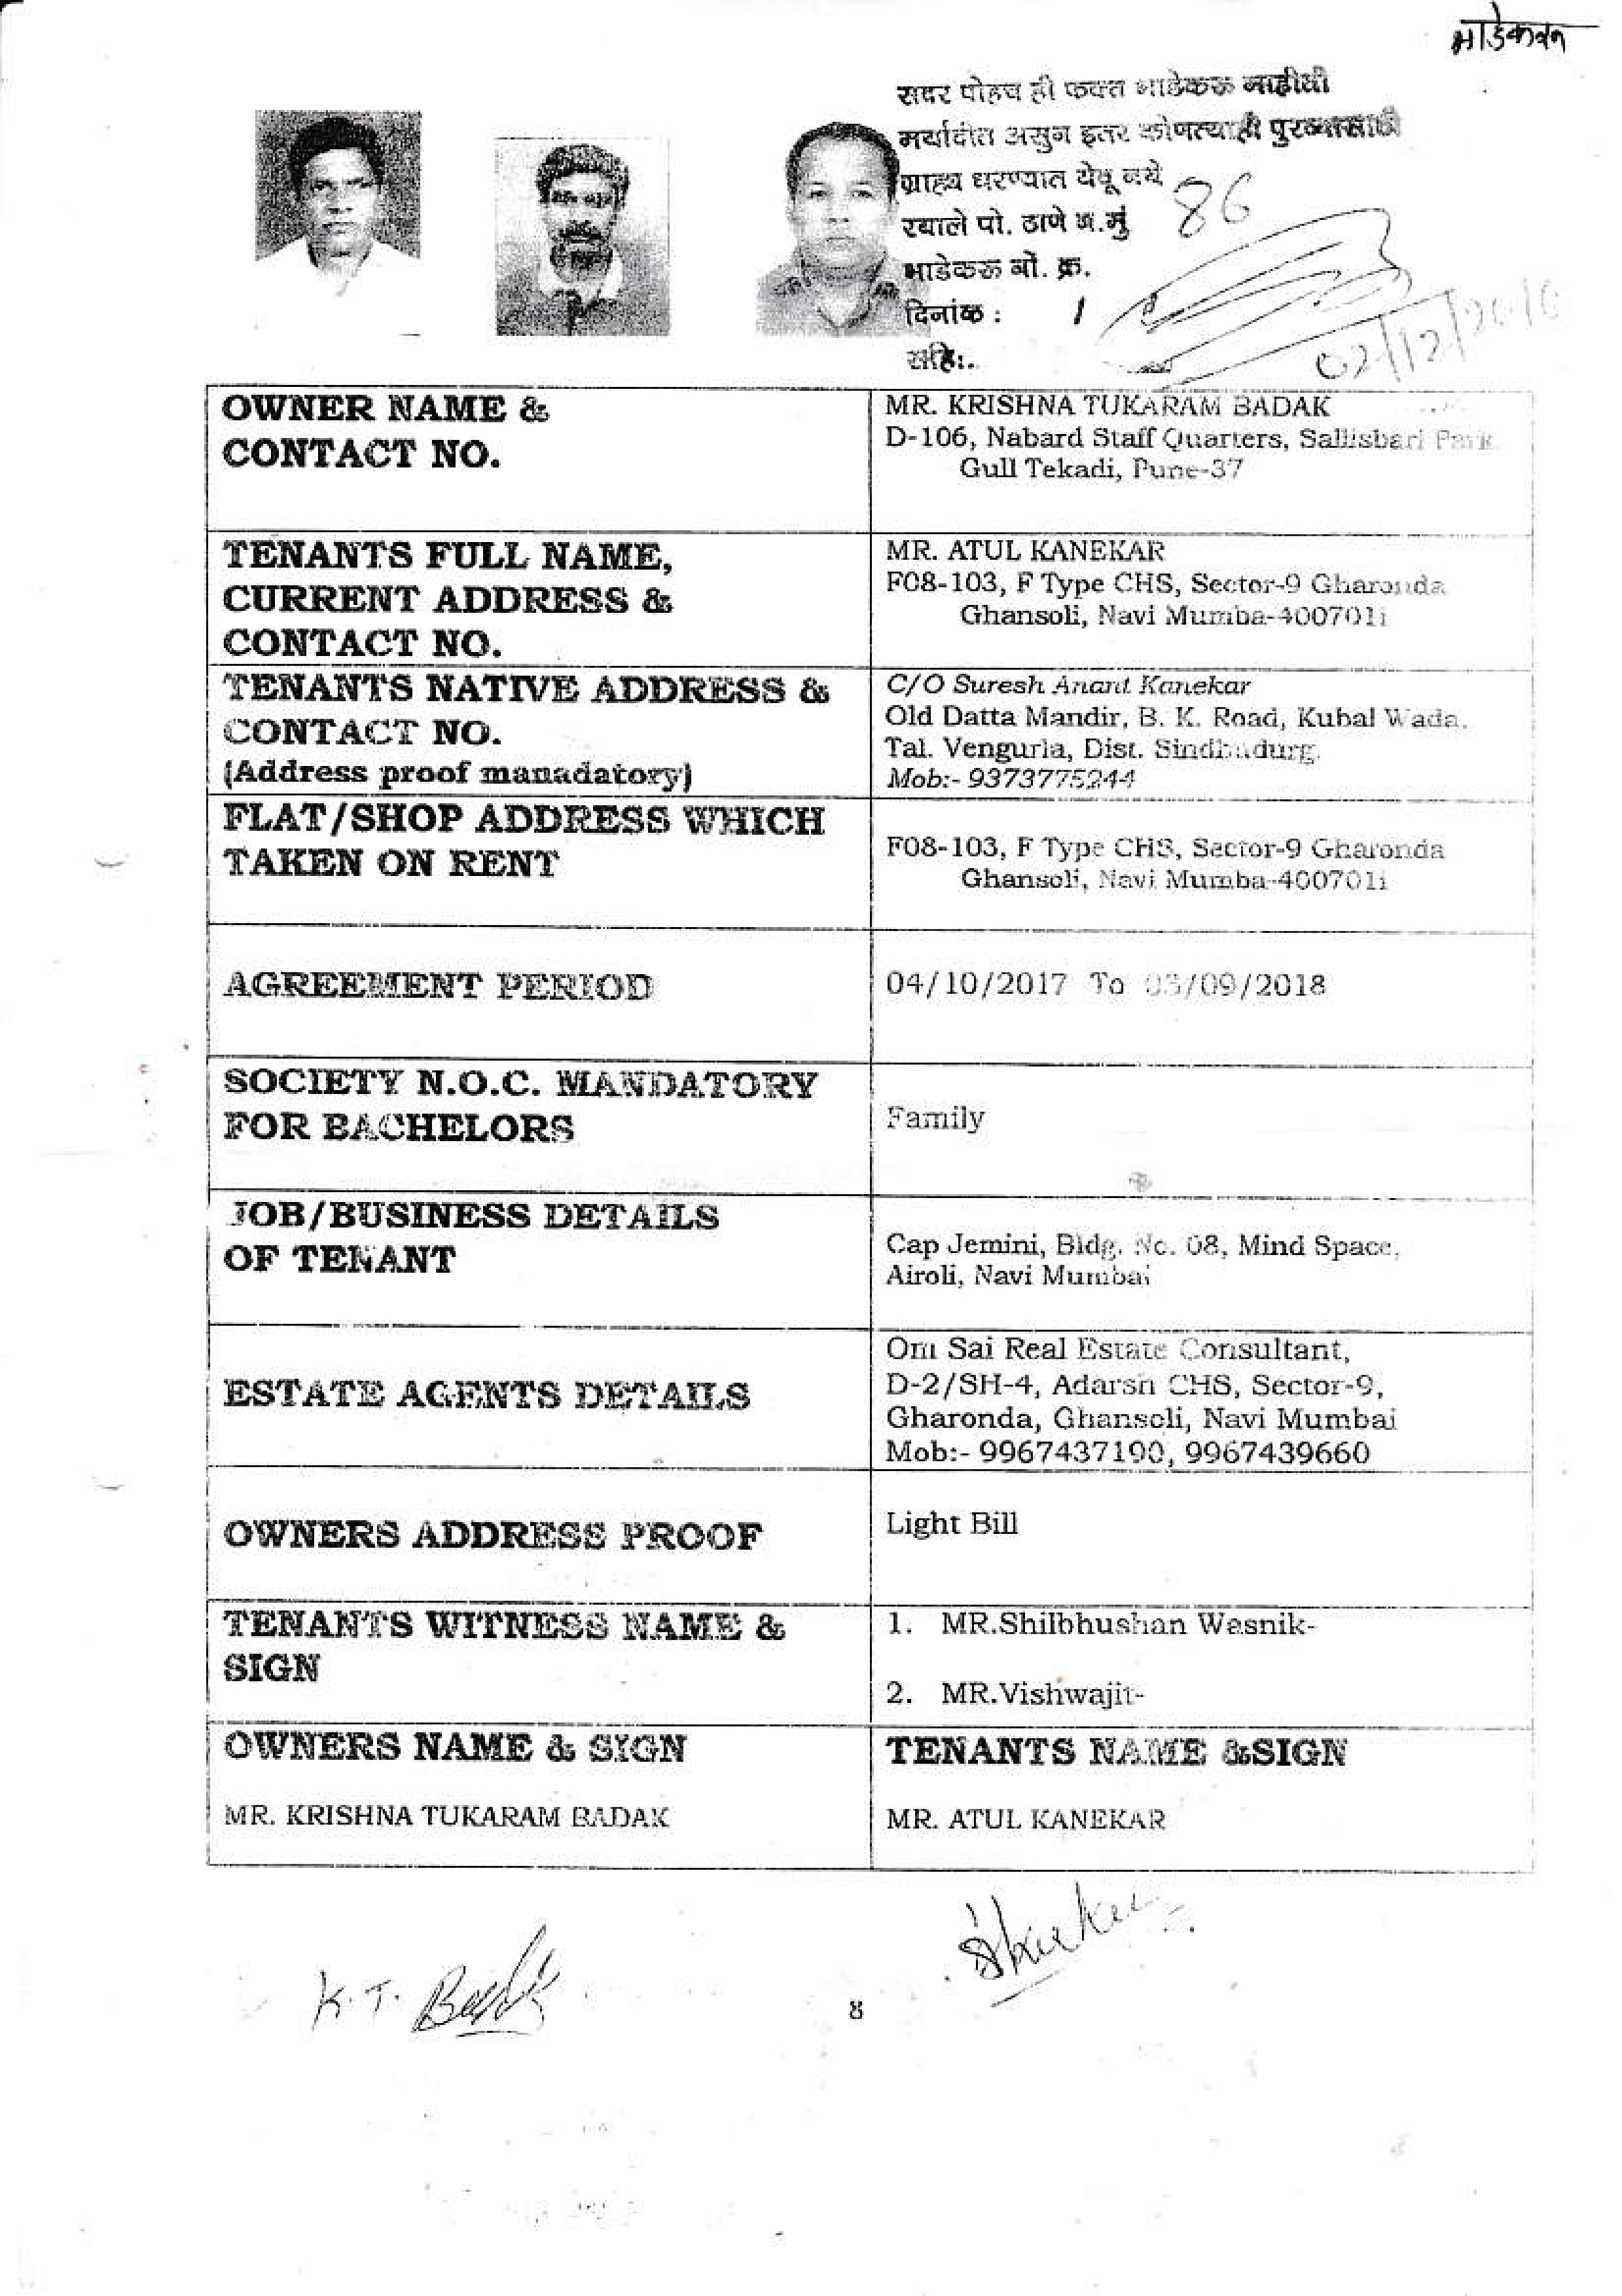 भाडेकरू
सदर पोहच ही फक्त भाडेकरू माहीती
मर्यादीत असुन इतर कोणत्याही पुराव्यासाठी
ग्राह्य धरण्यात येवू नये
रबाले पो. ठाणे न.मुं 86
भाडेकरू नों. क्र.
दिनांक : /
02/12/20
सहि:.
OWNER NAME &
CONTACT NO.
MR. KRISHNA TUKARAM BADAK
D-106, Nabard Staff Quarters, Sallisbari Park
Gull Tekadi, Pune-37
TENANTS FULL NAME,
CURRENT ADDRESS &
CONTACT NO.
MR. ATUL KANEKAR
F08-103, F Type CHS, Sector-9 Gharonda
Ghansoli, Navi Mumba-400701i
TENANTS NATIVE ADDRESS &
CONTACT NO.
(Address proof manadatory)
C/O Suresh Anant Kanekar
Old Datta Mandir, B. K. Road, Kubal Wada,
Tal. Vengurla, Dist. Sindhudurg.
Mob:- 9373775244
FLAT/SHOP ADDRESS WHICH
TAKEN ON RENT
F08-103, F Type CHS, Sector-9 Gharonda
Ghansoli, Navi Mumba-400701i
AGREEMENT PERIOD
04/10/2017 To 03/09/2018
SOCIETY N.O.C. MANDATORY
FOR BACHELORS
Family
JOB/BUSINESS DETAILS
OF TENANT
Cap Jemini, Bldg. No. 08, Mind Space,
Airoli, Navi Mumbai
ESTATE AGENTS DETAILS
Om Sai Real Estate Consultant,
D-2/SH-4, Adarsh CHS, Sector-9,
Gharonda, Ghansoli, Navi Mumbai
Mob:- 9967437190, 9967439660
OWNERS ADDRESS PROOF
Light Bill
TENANTS WITNESS NAME &
SIGN
1. MR.Shilbhushan Wasnik-
2. MR.Vishwajit-
OWNERS NAME & SIGN
MR. KRISHNA TUKARAM BADAK
TENANTS NAME &SIGN
MR. ATUL KANEKAR
K.T. Badak
8